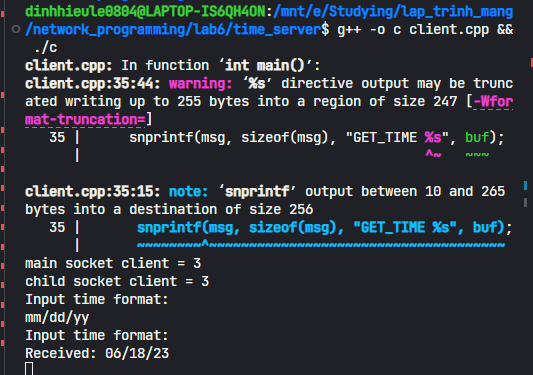 dinhhieule0804@LAPTOP-IS6QH4ON:/mnt/e/Studying/lap_trinh_mang
/network_programming/lab6/time_server$ g++ -o c client.cpp &&
./c
client.cpp: In function ‘int main()’:
client.cpp:35:44: warning: ‘%s’ directive output may be trunc
ated writing up to 255 bytes into a region of size 247 [-Wfor
mat-truncation=]
35 | snprintf(msg, sizeof(msg), "GET_TIME %s", buf);
| ^~ ~~~
client.cpp:35:15: note: ‘snprintf’ output between 10 and 265
bytes into a destination of size 256
35 | snprintf(msg, sizeof(msg), "GET_TIME %s", buf);
| ~~~~~~~~^~~~~~~~~~~~~~~~~~~~~~~~~~~~~~~~~~~~~~
main socket client = 3
child socket client = 3
Input time format:
mm/dd/yy
Input time format:
Received: 06/18/23